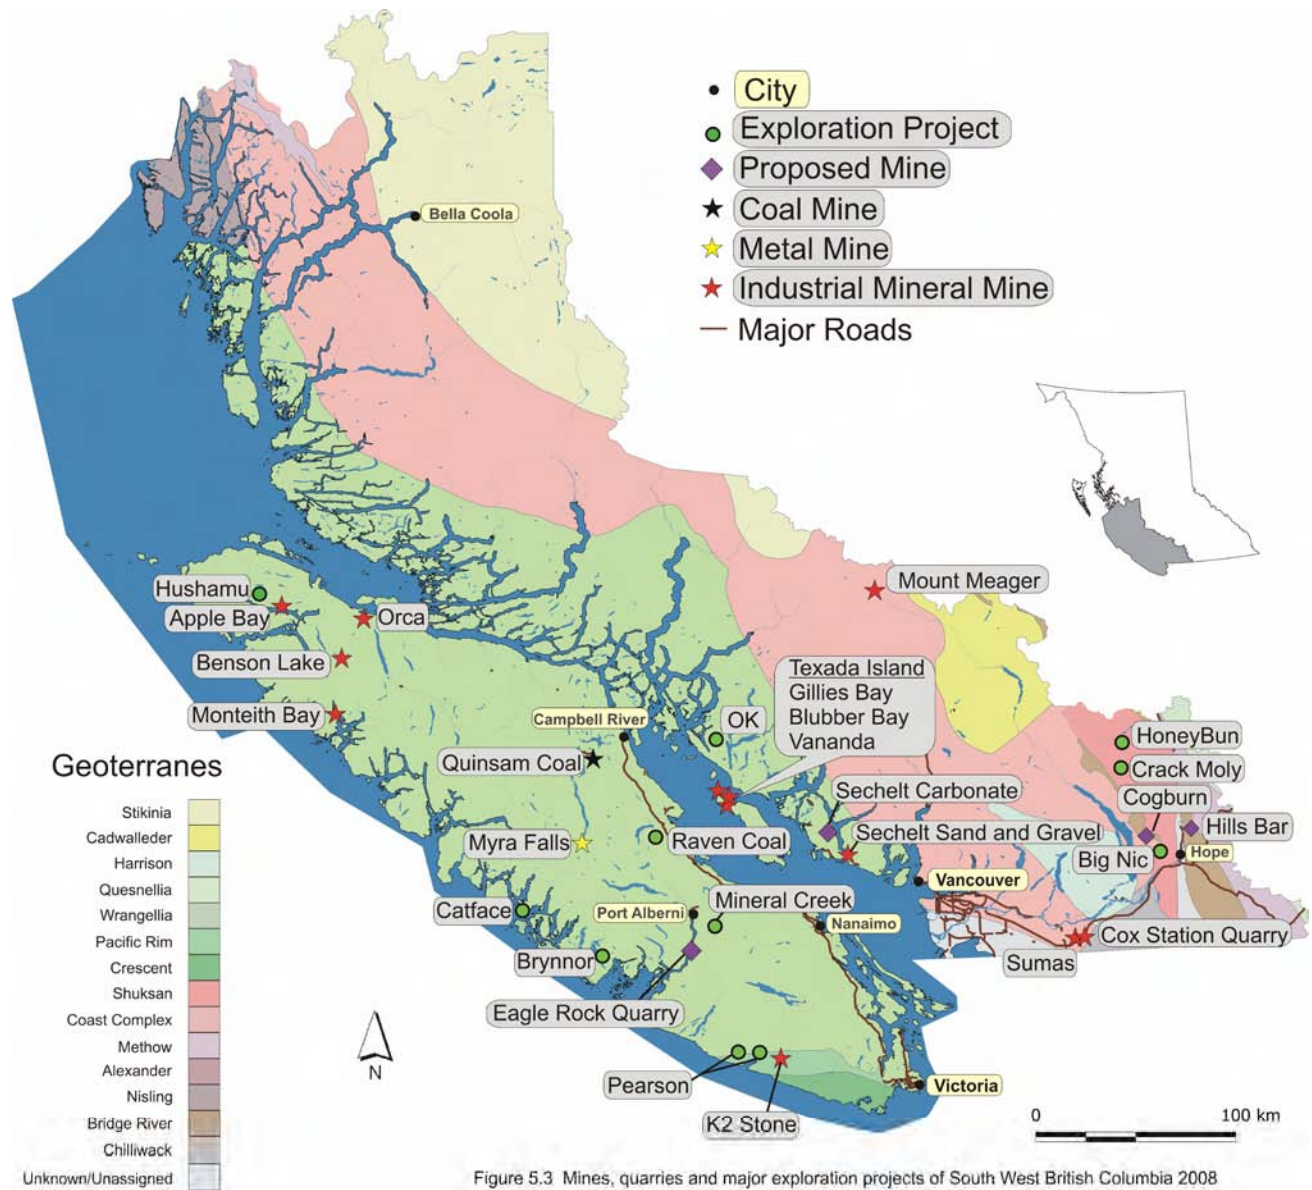 City
Exploration Project
Proposed Mine
Coal Mine
Metal Mine
Industrial Mineral Mine
Major Roads
Bella Coola
Hushamu
Apple Bay
Orca
Benson Lake
Monteith Bay
Mount Meager
Texada Island
Gillies Bay
Blubber Bay
Vananda
Campbell River
OK
Quinsam Coal
HoneyBun
Crack Moly
Cogburn
Sechelt Carbonate
Hills Bar
Sechelt Sand and Gravel
Myra Falls
Raven Coal
Big Nic
Hope
Vancouver
Catface
Port Alberni
Mineral Creek
Nanaimo
Cox Station Quarry
Sumas
Brynnor
Eagle Rock Quarry
Pearson
K2 Stone
Victoria
Geoterranes
Stikinia
Cadwalleder
Harrison
Quesnellia
Wrangellia
Pacific Rim
Crescent
Shuksan
Coast Complex
Methow
Alexander
Nisling
Bridge River
Chilliwack
Unknown/Unassigned
N
0 100 km
Figure 5.3 Mines, quarries and major exploration projects of South West British Columbia 2008